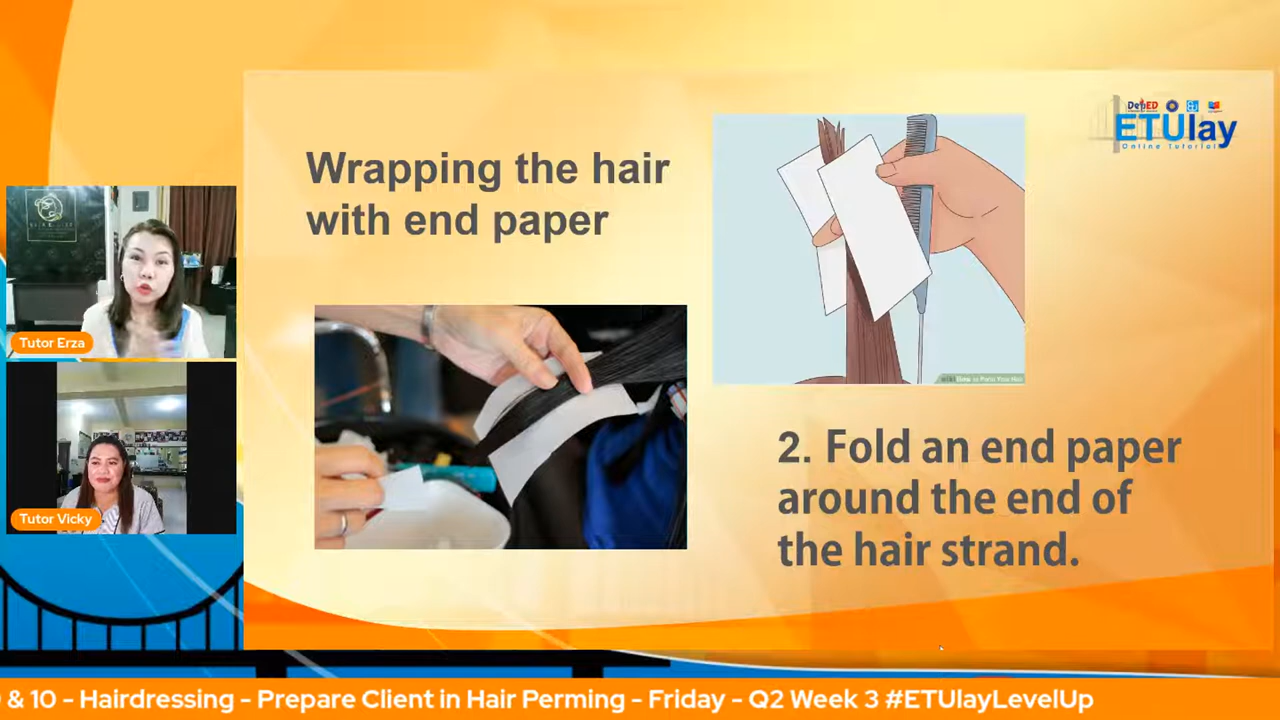 DepED
ETUlay
Online Tutorial
Wrapping the hair
with end paper
Tutor Erza
Tutor Vicky
2. Fold an end paper
around the end of
the hair strand.
& 10 - Hairdressing - Prepare Client in Hair Perming - Friday - Q2 Week 3 #ETUlayLevelUp